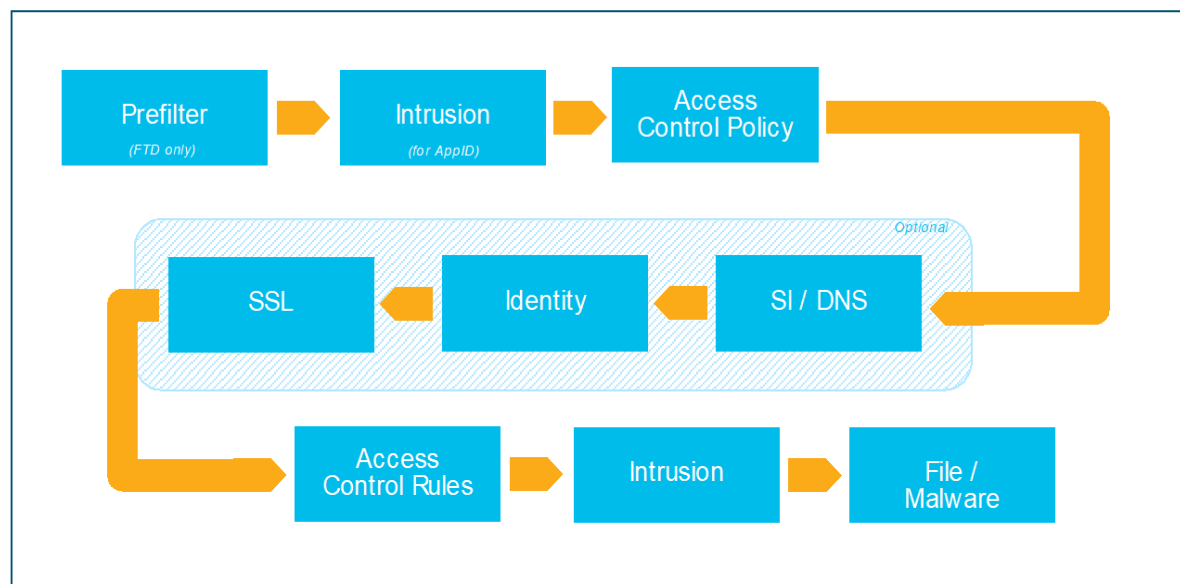 Prefilter
(FTD only)
Intrusion
(for AppID)
Access
Control Policy
Optional
SI / DNS
Identity
SSL
Access
Control Rules
Intrusion
File /
Malware